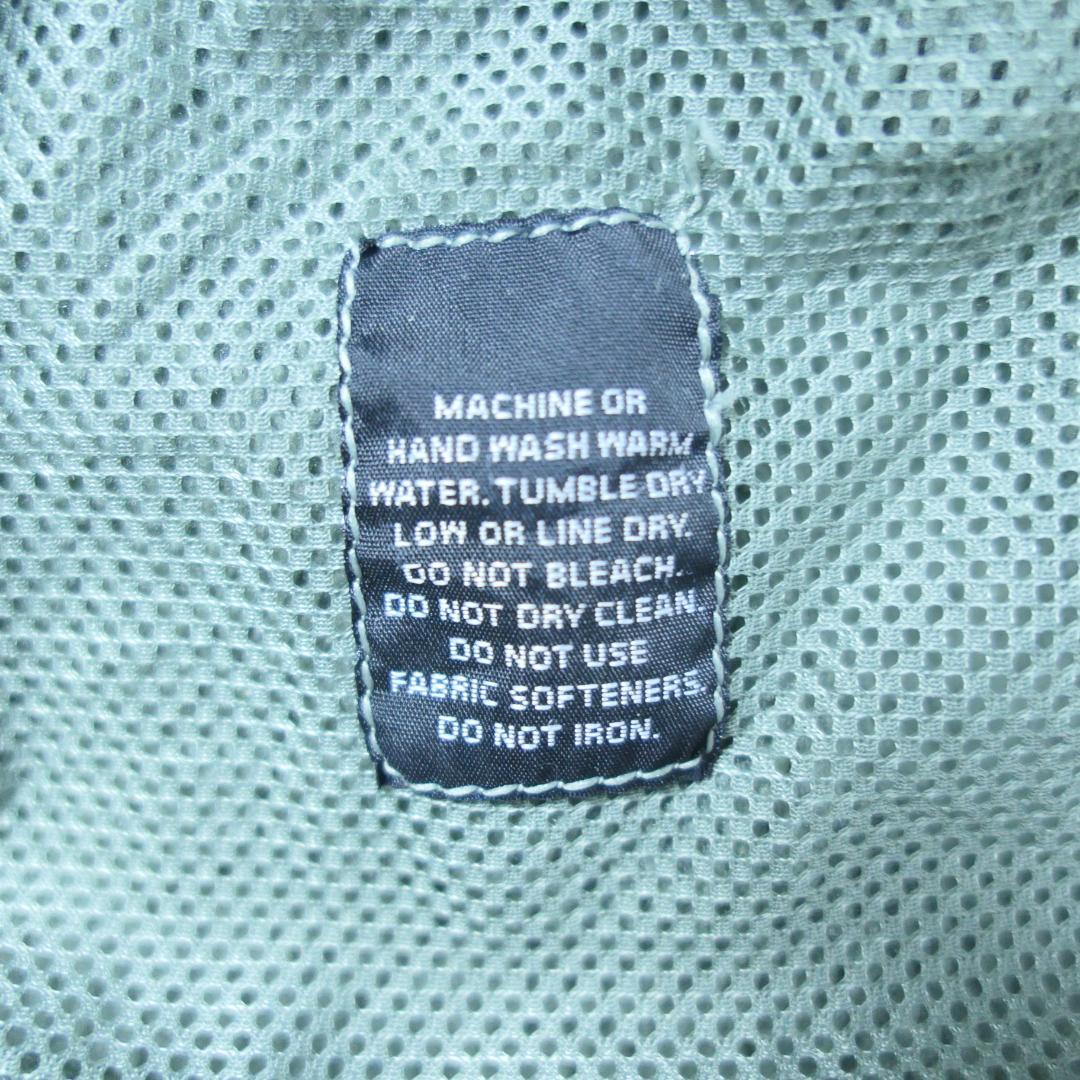 MACHINE OR
HAND WASH WARM
WATER. TUMBLE DRY
LOW OR LINE DRY.
DO NOT BLEACH.
DO NOT DRY CLEAN.
DO NOT USE
FABRIC SOFTENERS.
DO NOT IRON.